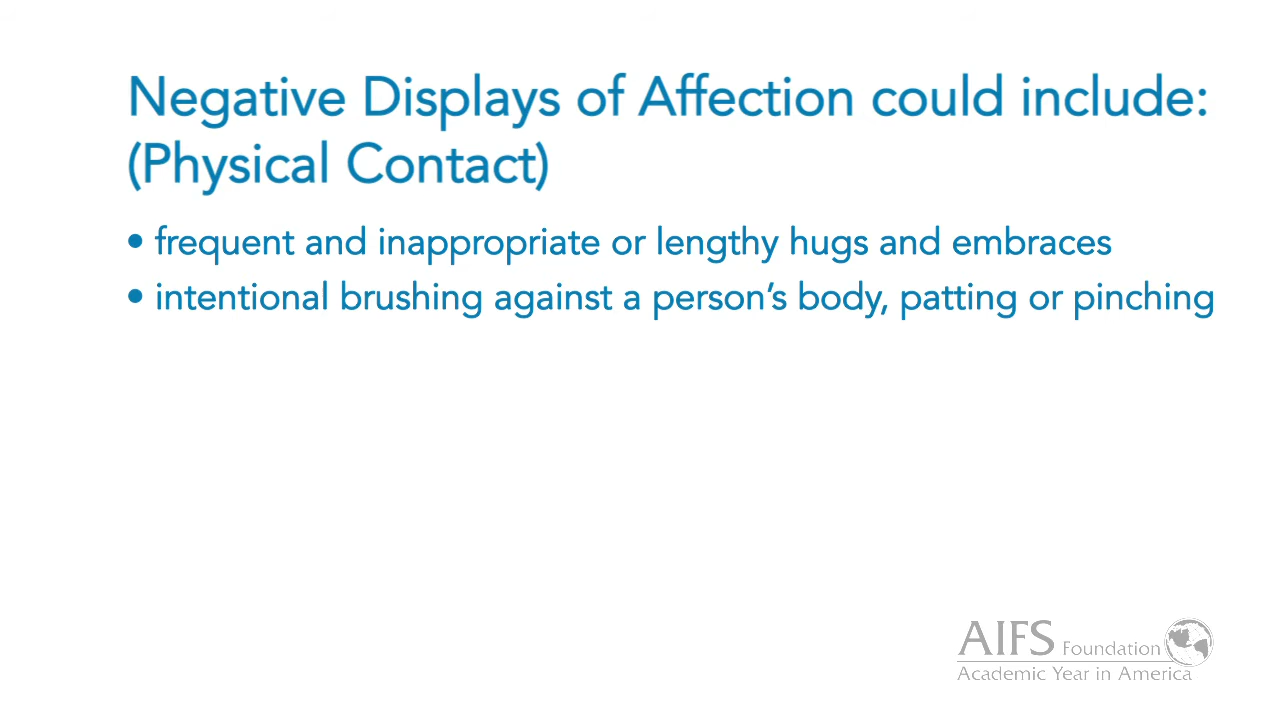 Negative Displays of Affection could include:
(Physical Contact)
• frequent and inappropriate or lengthy hugs and embraces
• intentional brushing against a person’s body, patting or pinching
AIFS Foundation
Academic Year in America